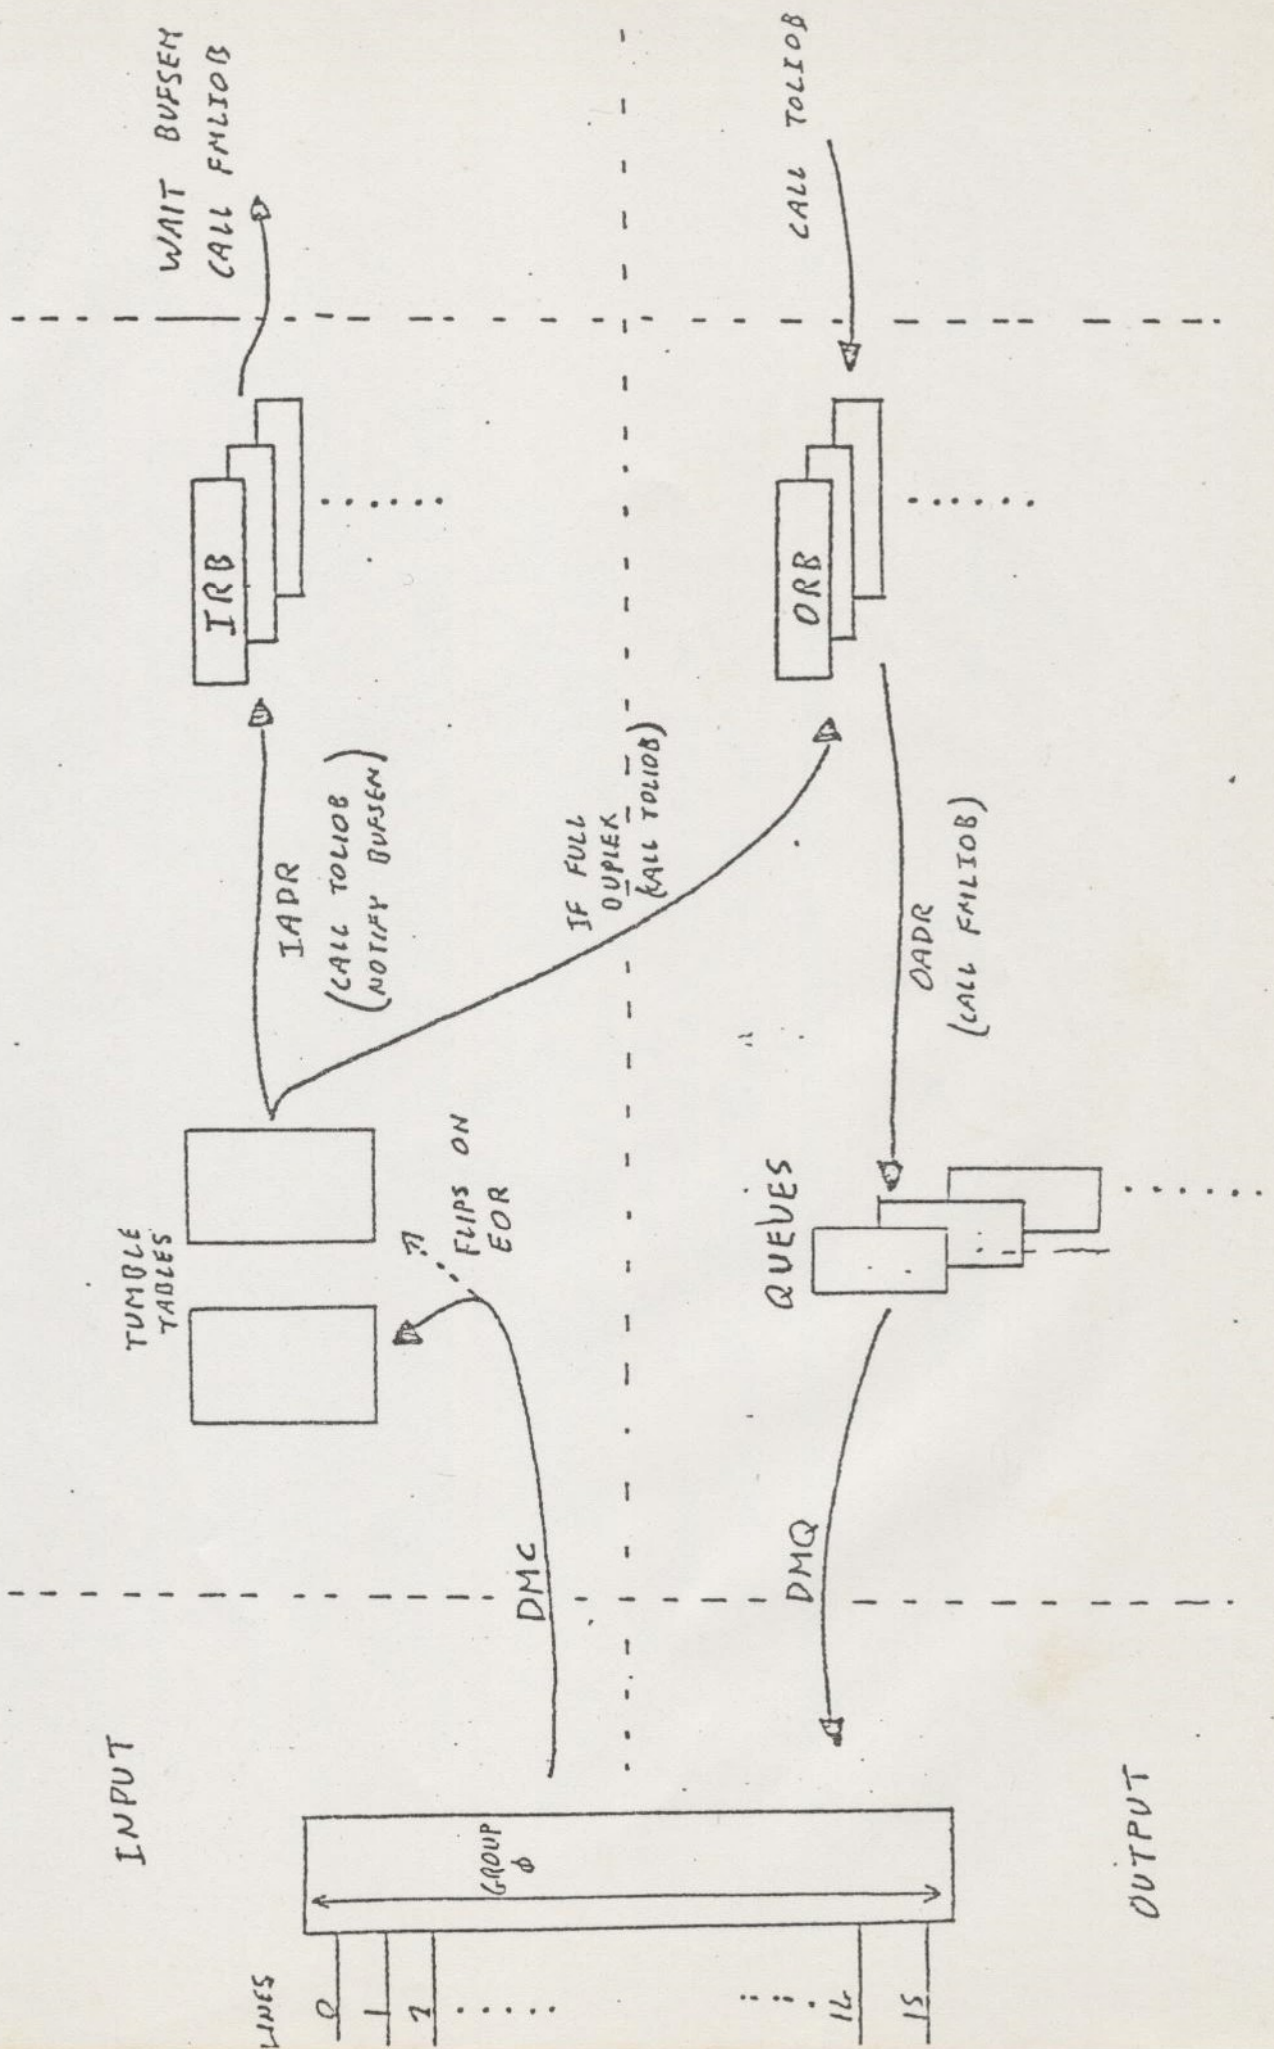 INPUT
LINES
0
1
2
15
GROUP
φ
DMC
TUMBLE
TABLES
FLIPS ON
EOR
IADR
(CALL TOLIOB)
(NOTIFY BUFSEM)
IRB
WAIT BUFSEM
CALL FMLIOB
IF FULL
DUPLEX
(CALL TOLIOB)
OUTPUT
DMQ
QUEUES
OADR
(CALL FMLIOB)
ORB
CALL TOLIOB